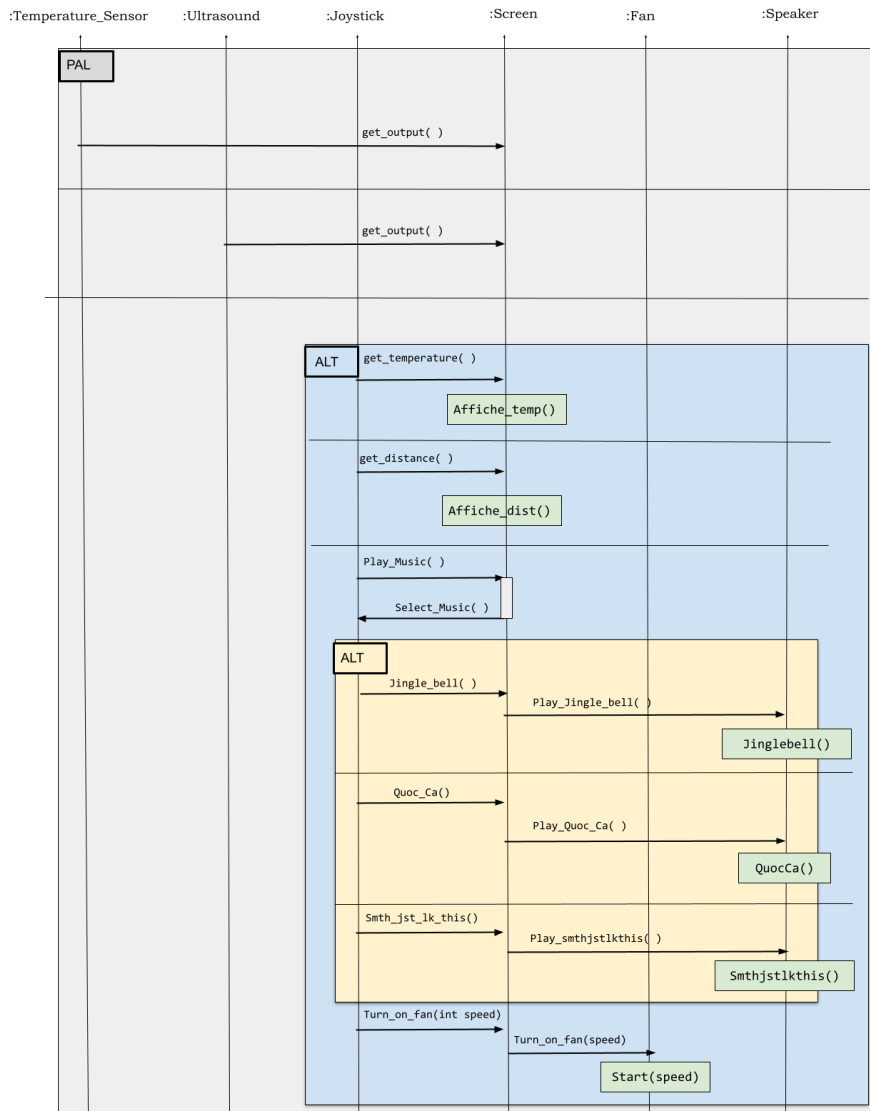 :Temperature_Sensor :Ultrasound :Joystick :Screen :Fan :Speaker
PAL
get_output( )
get_output( )
ALT
get_temperature( )
Affiche_temp()
get_distance( )
Affiche_dist()
Play_Music( )
Select_Music( )
ALT
Jingle_bell( )
Play_Jingle_bell( )
Jinglebell()
Quoc_Ca()
Play_Quoc_Ca( )
QuocCa()
Smth_jst_lk_this()
Play_smthjstlkthis( )
Smthjstlkthis()
Turn_on_fan(int speed)
Turn_on_fan(speed)
Start(speed)